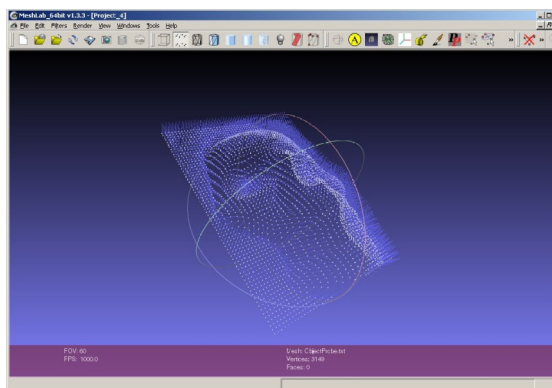 MeshLab_64bit v1.3.3 - [Project_4]
File Edit Filters Render View Windows Tools Help
A
FOV: 60
FPS: 1000.0
Mesh: ObjectProbe.txt
Vertices: 3149
Faces: 0